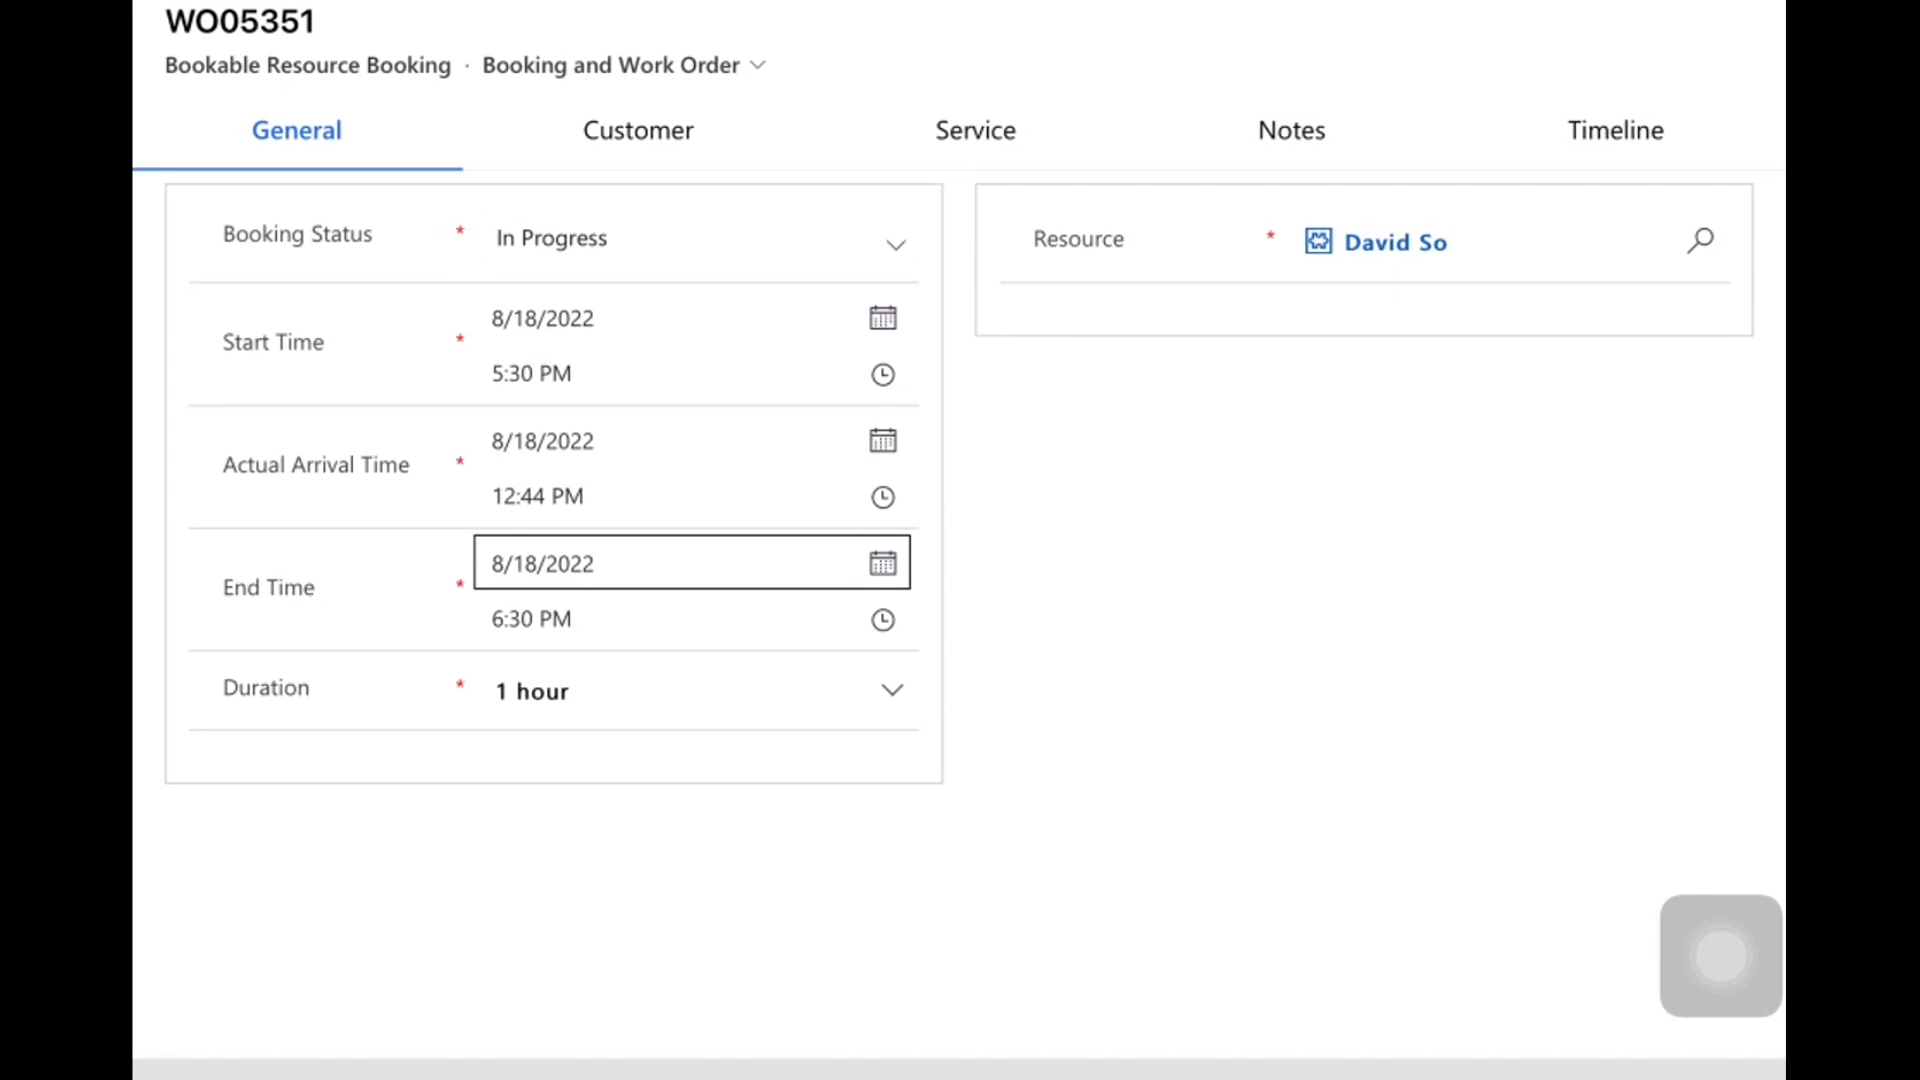 WO05351
Bookable Resource Booking · Booking and Work Order
General Customer Service Notes Timeline
Booking Status * In Progress
Start Time * 8/18/2022
5:30 PM
Actual Arrival Time * 8/18/2022
12:44 PM
End Time * 8/18/2022
6:30 PM
Duration * 1 hour
Resource * David So